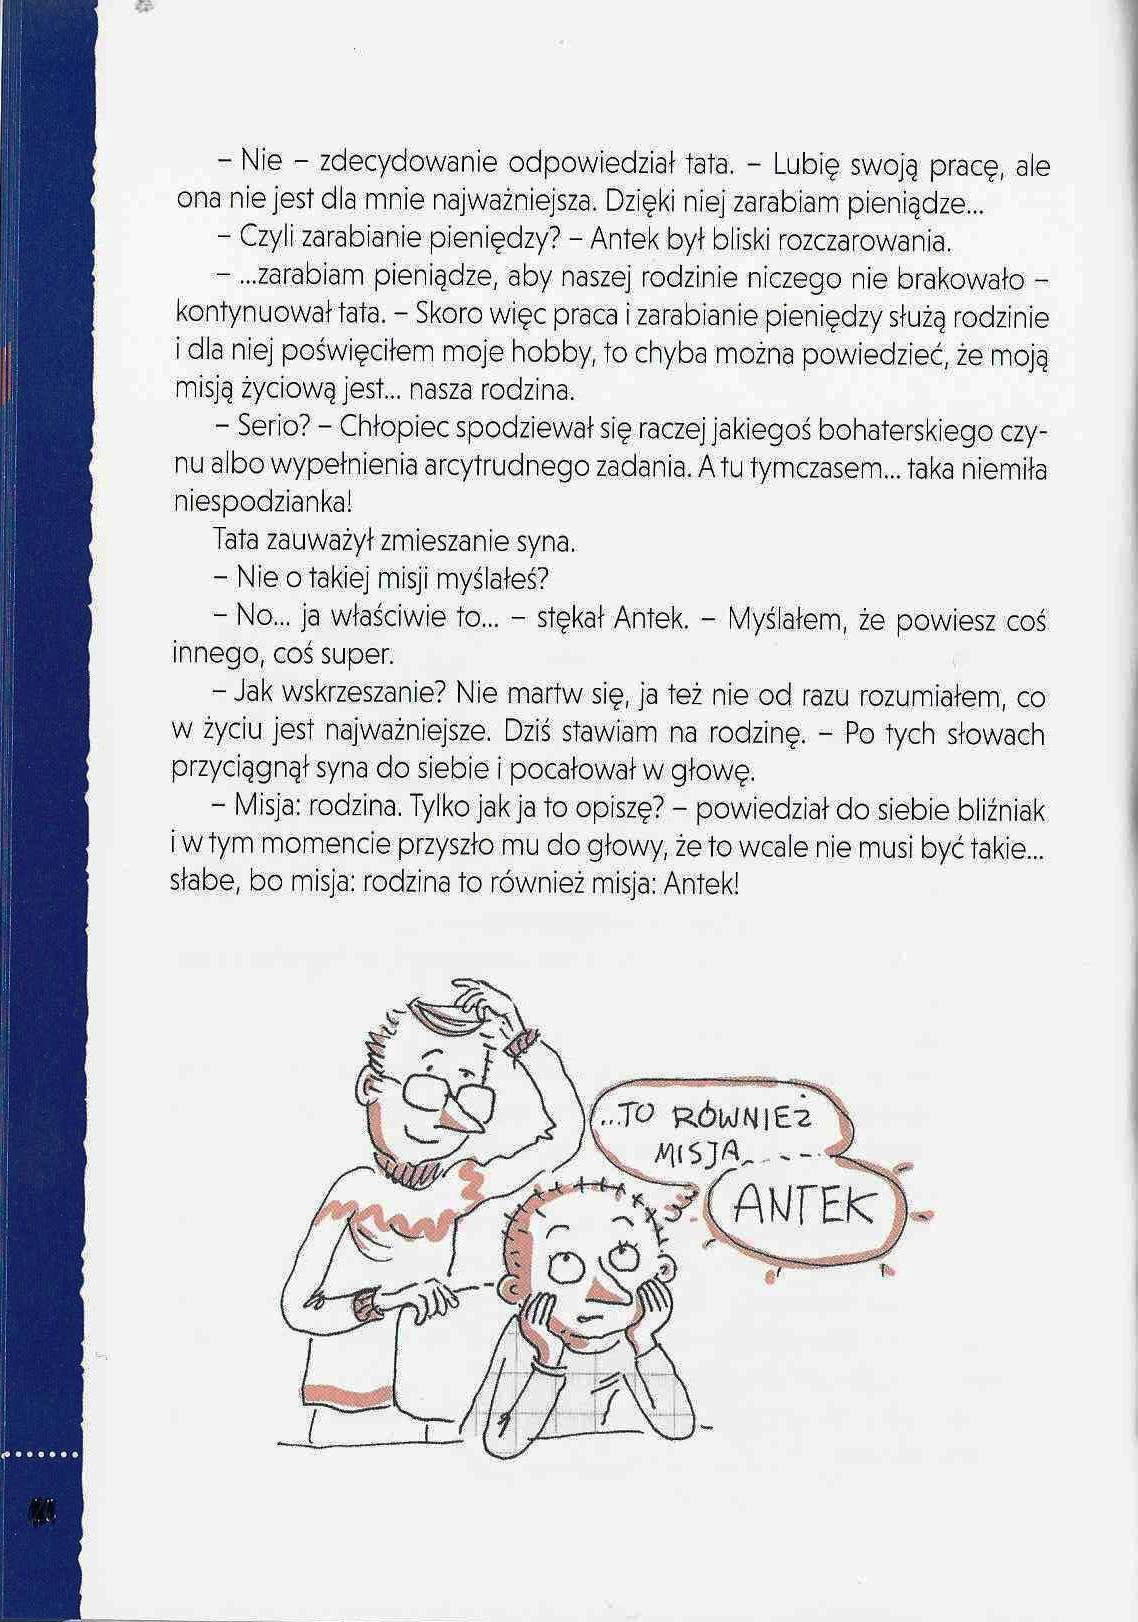 – Nie – zdecydowanie odpowiedział tata. – Lubię swoją pracę, ale
ona nie jest dla mnie najważniejsza. Dzięki niej zarabiam pieniądze...
– Czyli zarabianie pieniędzy? – Antek był bliski rozczarowania.
– ...zarabiam pieniądze, aby naszej rodzinie niczego nie brakowało –
kontynuował tata. – Skoro więc praca i zarabianie pieniędzy służą rodzinie
i dla niej poświęciłem moje hobby, to chyba można powiedzieć, że moją
misją życiową jest... nasza rodzina.
– Serio? – Chłopiec spodziewał się raczej jakiegoś bohaterskiego czy-
nu albo wypełnienia arcytrudnego zadania. A tu tymczasem... taka niemiła
niespodzianka!
Tata zauważył zmieszanie syna.
– Nie o takiej misji myślałeś?
– No... ja właściwie to... – stękał Antek. – Myślałem, że powiesz coś
innego, coś super.
– Jak wskrzeszanie? Nie martw się, ja też nie od razu rozumiałem, co
w życiu jest najważniejsze. Dziś stawiam na rodzinę. – Po tych słowach
przyciągnął syna do siebie i pocałował w głowę.
– Misja: rodzina. Tylko jak ja to opiszę? – powiedział do siebie bliźniak
i w tym momencie przyszło mu do głowy, że to wcale nie musi być takie...
słabe, bo misja: rodzina to również misja: Antek!
...TO RÓWNIEŻ
MISJA.-----
ANTEK